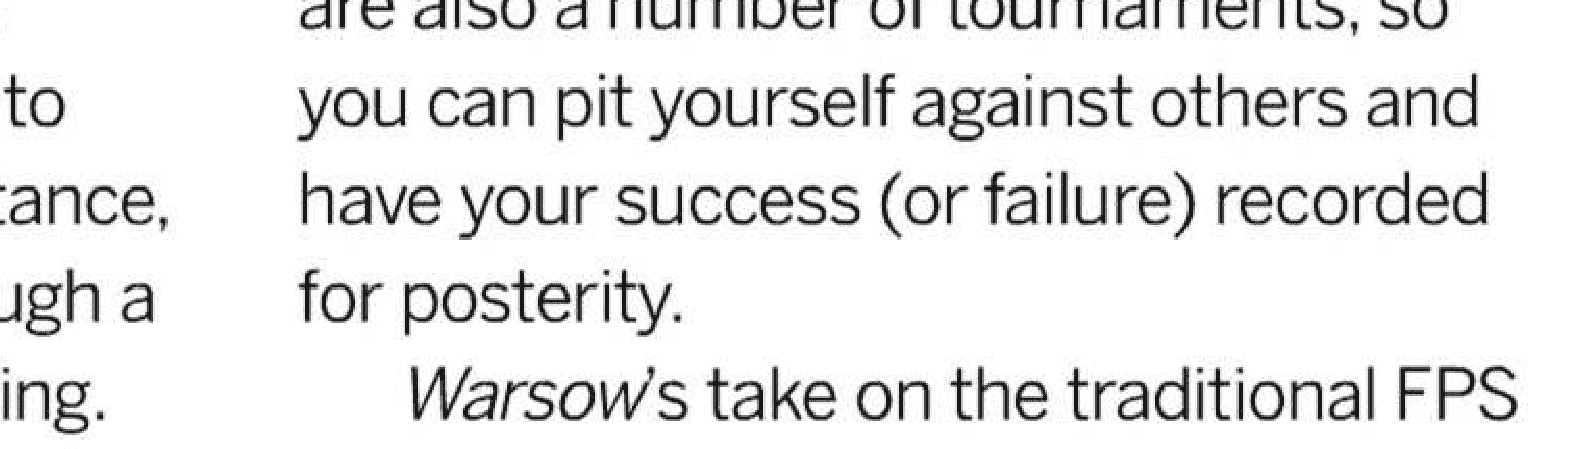 to
ance,
ugh a
ing.
are also a number of tournaments, so
you can pit yourself against others and
have your success (or failure) recorded
for posterity.
Warsow's take on the traditional FPS